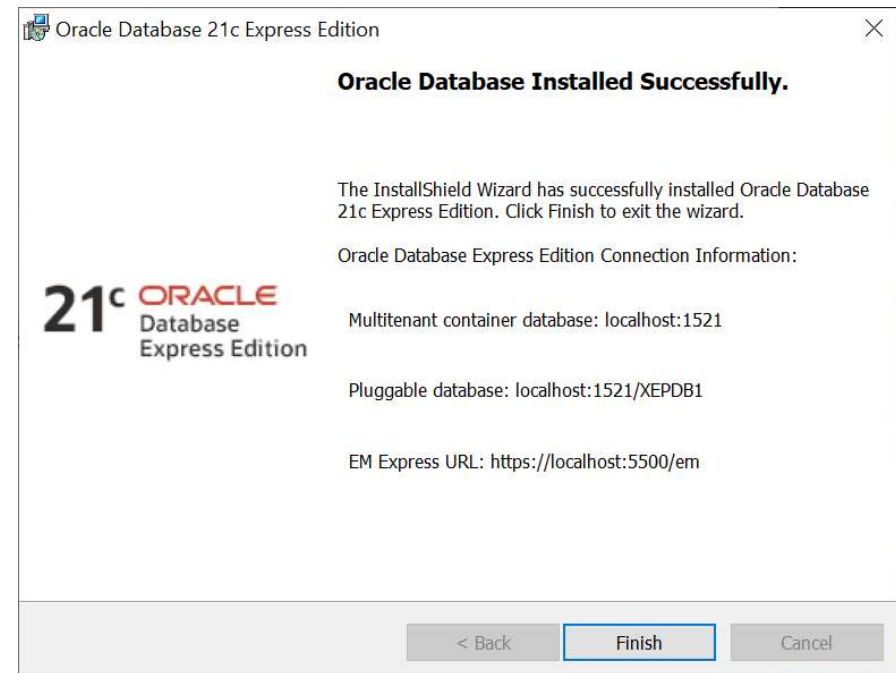 Oracle Database 21c Express Edition
Oracle Database Installed Successfully.
The InstallShield Wizard has successfully installed Oracle Database
21c Express Edition. Click Finish to exit the wizard.
Oracle Database Express Edition Connection Information:
21c ORACLE
Database
Express Edition
Multitenant container database: localhost:1521
Pluggable database: localhost:1521/XEPDB1
EM Express URL: https://localhost:5500/em
< Back
Finish
Cancel